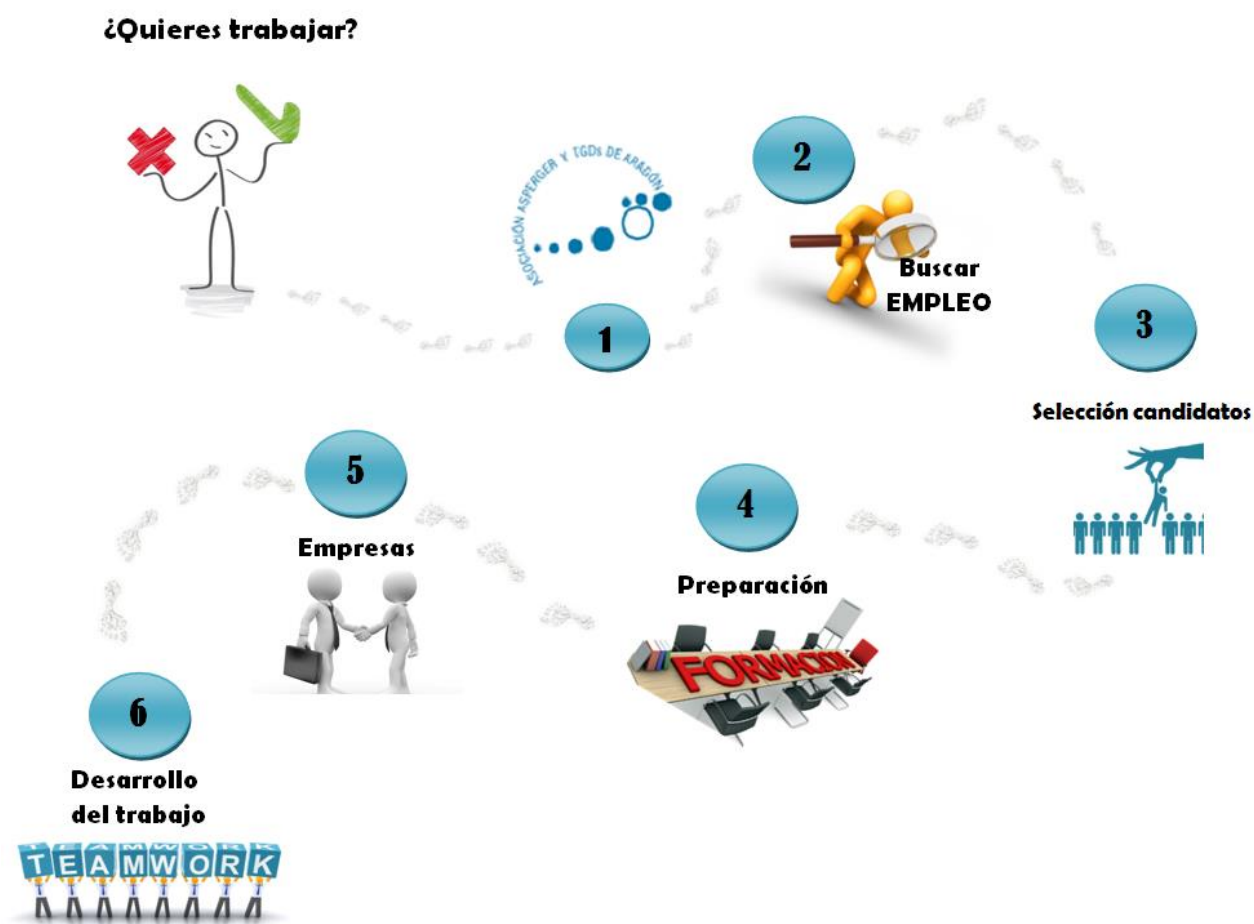 ¿Quieres trabajar?
ASOCIACIÓN ASPERGER Y TGDs DE ARAGÓN
1
2
Buscar
EMPLEO
3
Selección candidatos
4
Preparación
FORMACION
5
Empresas
6
Desarrollo
del trabajo
TEAMWORK